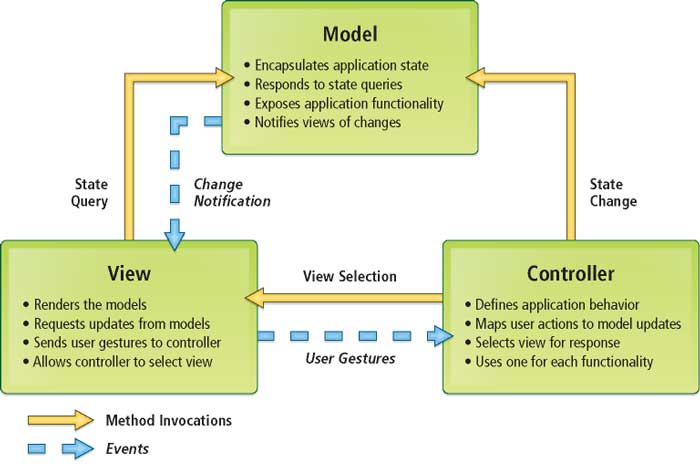 Model
• Encapsulates application state
• Responds to state queries
• Exposes application functionality
• Notifies views of changes
State
Query
Change
Notification
State
Change
View
• Renders the models
• Requests updates from models
• Sends user gestures to controller
• Allows controller to select view
View Selection
User Gestures
Controller
• Defines application behavior
• Maps user actions to model updates
• Selects view for response
• Uses one for each functionality
Method Invocations
Events